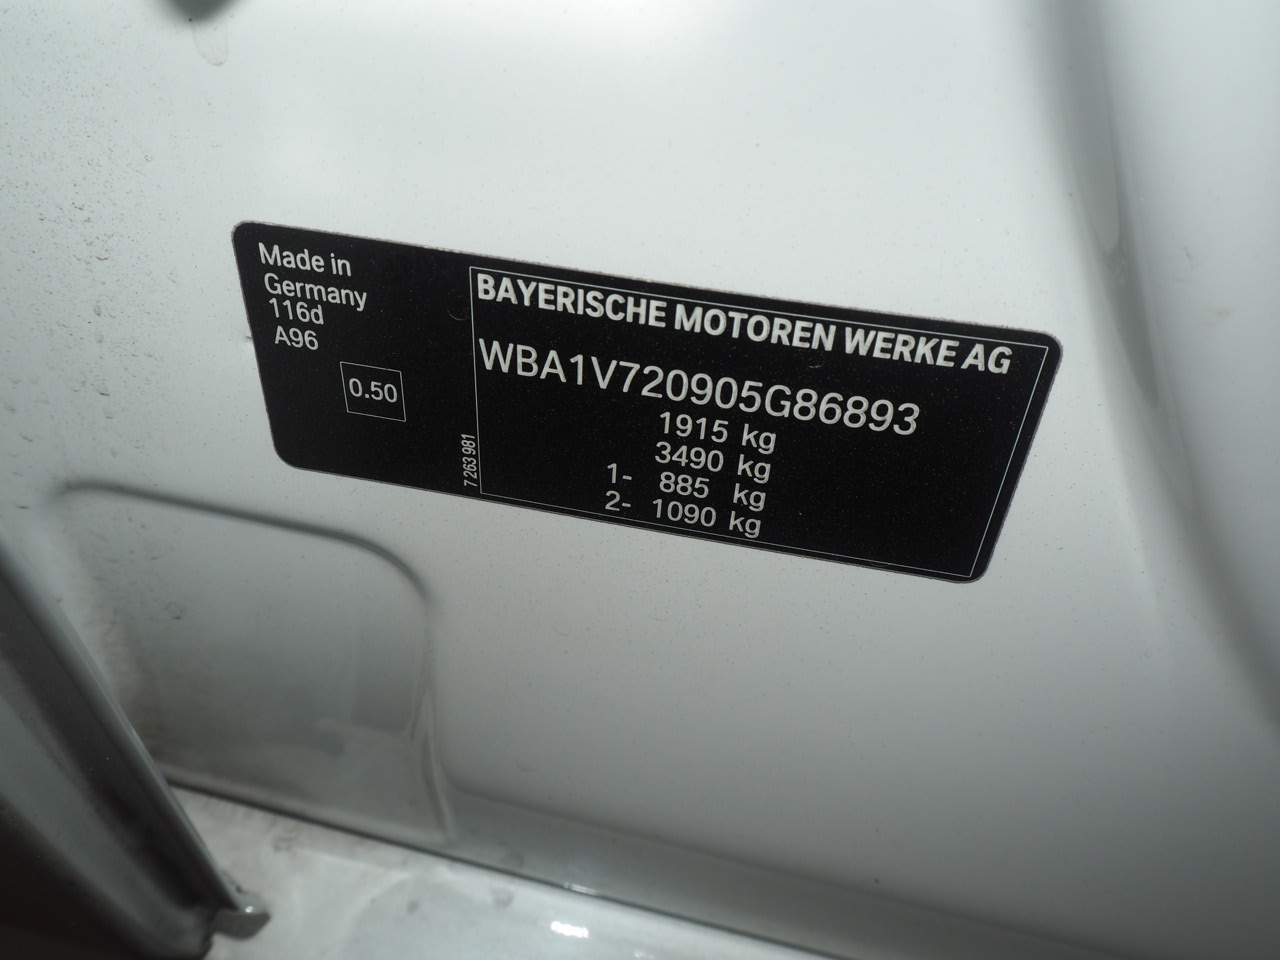 Made in
Germany
116d
A96
0.50
7 263 981
BAYERISCHE MOTOREN WERKE AG
WBA1V720905G86893
1915 kg
3490 kg
1- 885 kg
2- 1090 kg